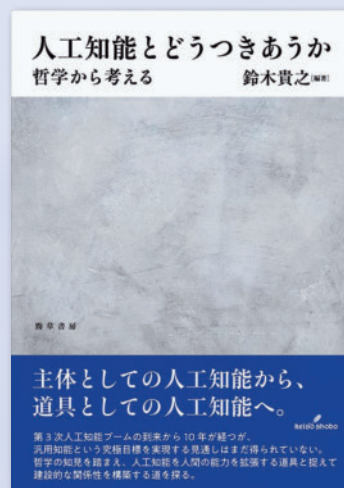 人工知能とどうつきあうか
哲学から考える 鈴木貴之[編著]
勁草書房
主体としての人工知能から、
道具としての人工知能へ。
keiso shobo
第3次人工知能ブームの到来から10年が経つが、
汎用知能という究極目標を実現する見通しはまだ得られていない。
哲学の知見を踏まえ、人工知能を人間の能力を拡張する道具と捉えて
建設的な関係性を構築する道を探る。